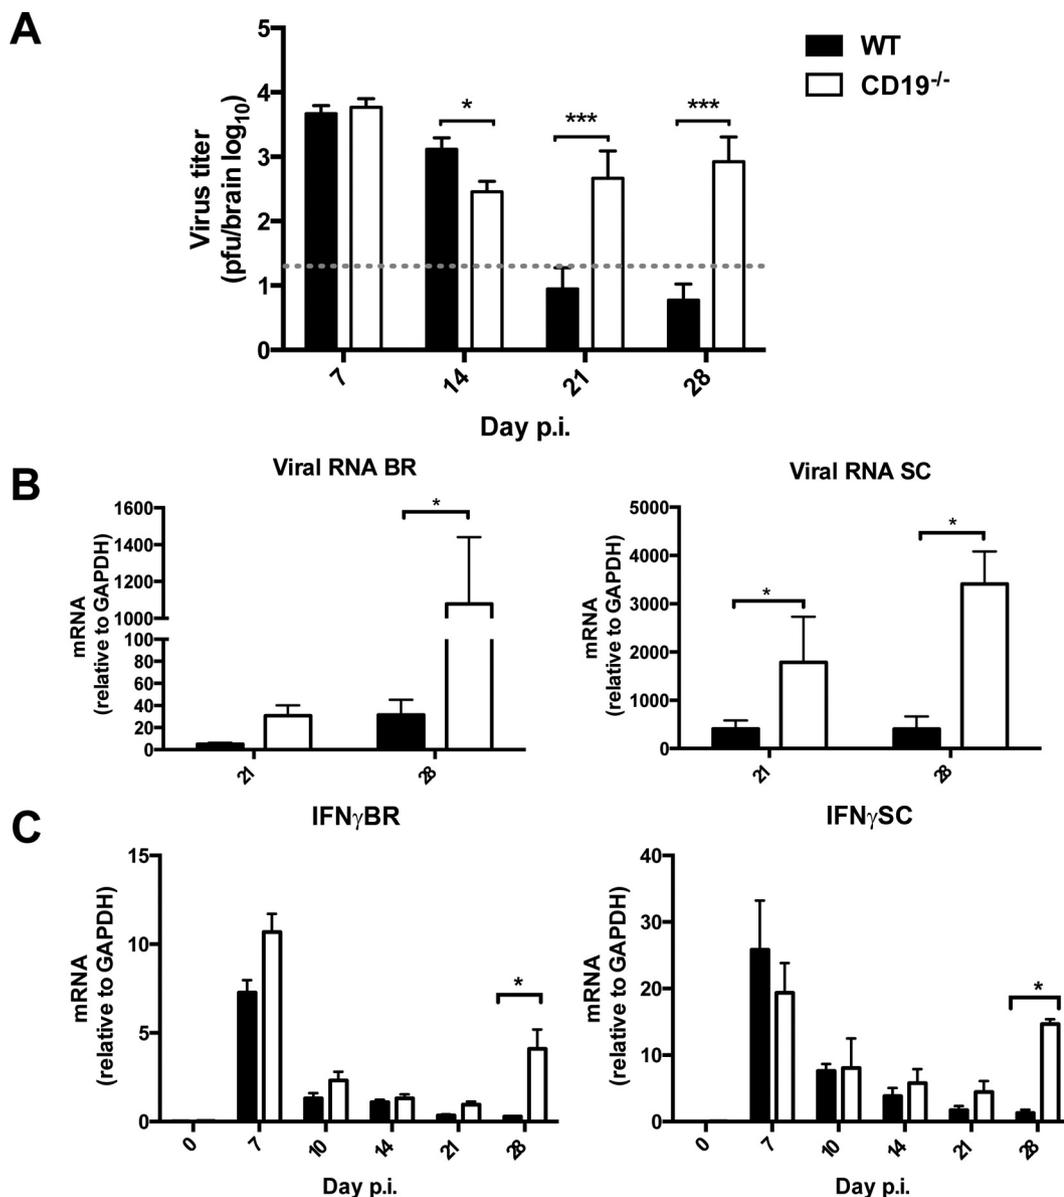 A
WT
CD19-/-
Virus titer
(pfu/brain log10)
5
4
3
2
1
0
*
***
***
7
14
21
28
Day p.i.
B
Viral RNA BR
mRNA
(relative to GAPDH)
1600
1400
1200
1000
100
80
60
40
20
0
*
21
28
Viral RNA SC
mRNA
(relative to GAPDH)
5000
4000
3000
2000
1000
0
*
*
21
28
C
IFNγBR
mRNA
(relative to GAPDH)
15
10
5
0
*
0
7
10
14
21
28
Day p.i.
IFNγSC
mRNA
(relative to GAPDH)
40
30
20
10
0
*
0
7
10
14
21
28
Day p.i.